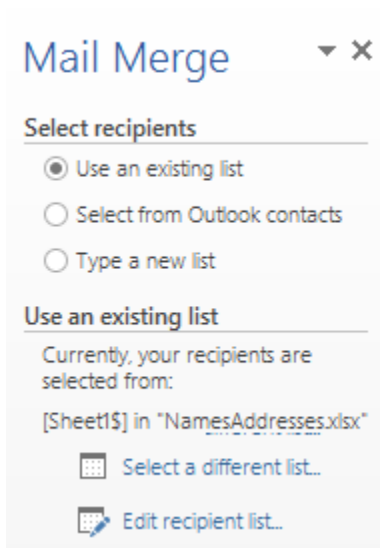 Mail Merge
Select recipients
Use an existing list
Select from Outlook contacts
Type a new list
Use an existing list
Currently, your recipients are
selected from:
[Sheet1$] in "NamesAddresses.xlsx"
Select a different list...
Edit recipient list...